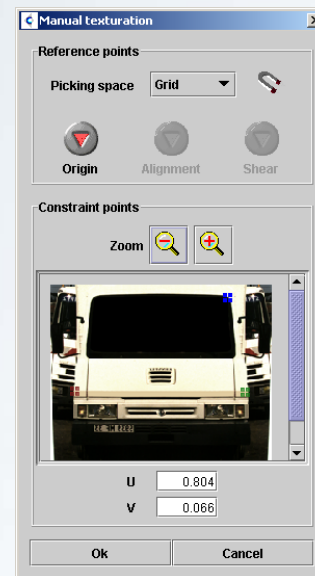 Manual texturation
Reference points
Picking space Grid
Origin Alignment Shear
Constraint points
Zoom
U 0.804
V 0.066
Ok Cancel